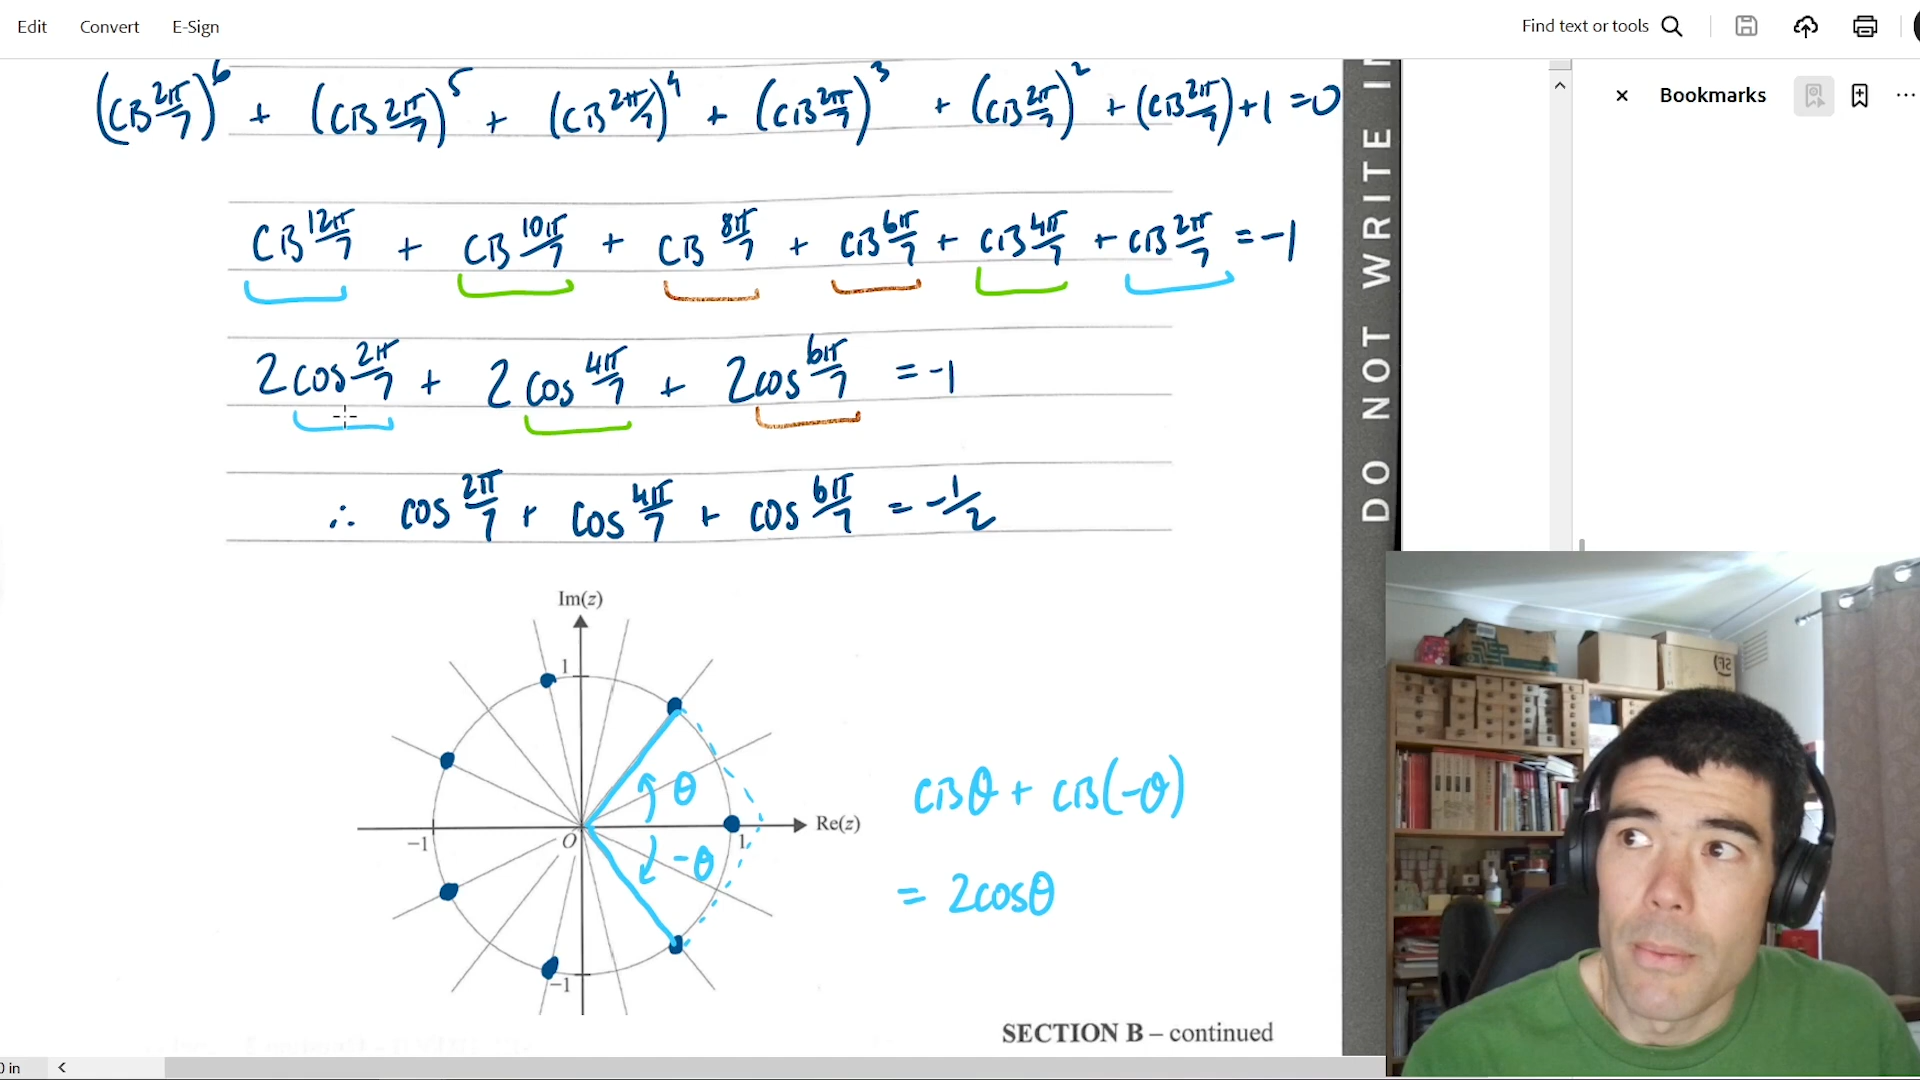 Edit Convert E-Sign Find text or tools
(cis 2π/7)^6 + (cis 2π/7)^5 + (cis 2π/7)^4 + (cis 2π/7)^3 + (cis 2π/7)^2 + (cis 2π/7) + 1 = 0
× Bookmarks
cis 12π/7 + cis 10π/7 + cis 8π/7 + cis 6π/7 + cis 4π/7 + cis 2π/7 = -1
2cos 2π/7 + 2cos 4π/7 + 2cos 6π/7 = -1
∴ cos 2π/7 + cos 4π/7 + cos 6π/7 = -1/2
DO NOT WRITE I
Im(z)
1
θ
cisθ + cis(-θ)
-1 O 1 Re(z)
-θ
= 2cosθ
-1
SECTION B – continued
in